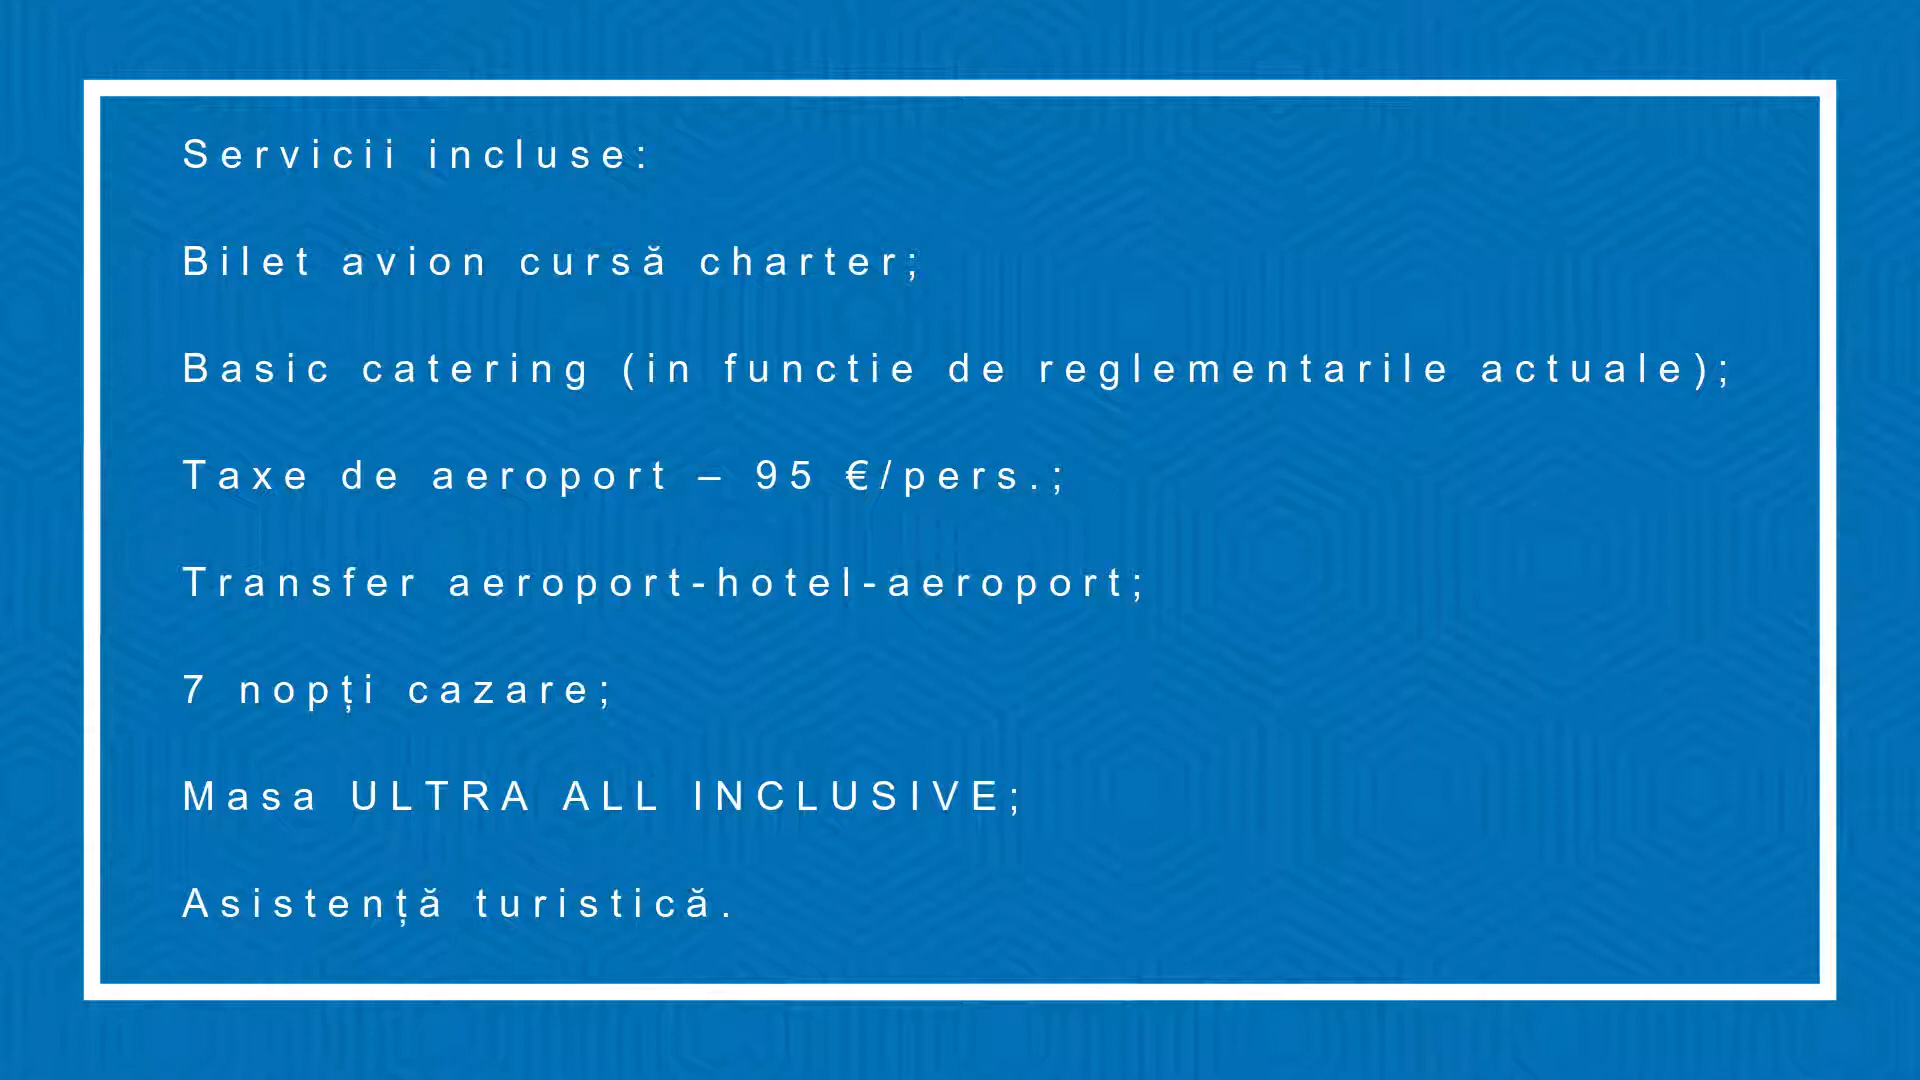 Servicii incluse:
Bilet avion cursă charter;
Basic catering (in functie de reglementarile actuale);
Taxe de aeroport – 95 €/pers.;
Transfer aeroport-hotel-aeroport;
7 nopți cazare;
Masa ULTRA ALL INCLUSIVE;
Asistență turistică.